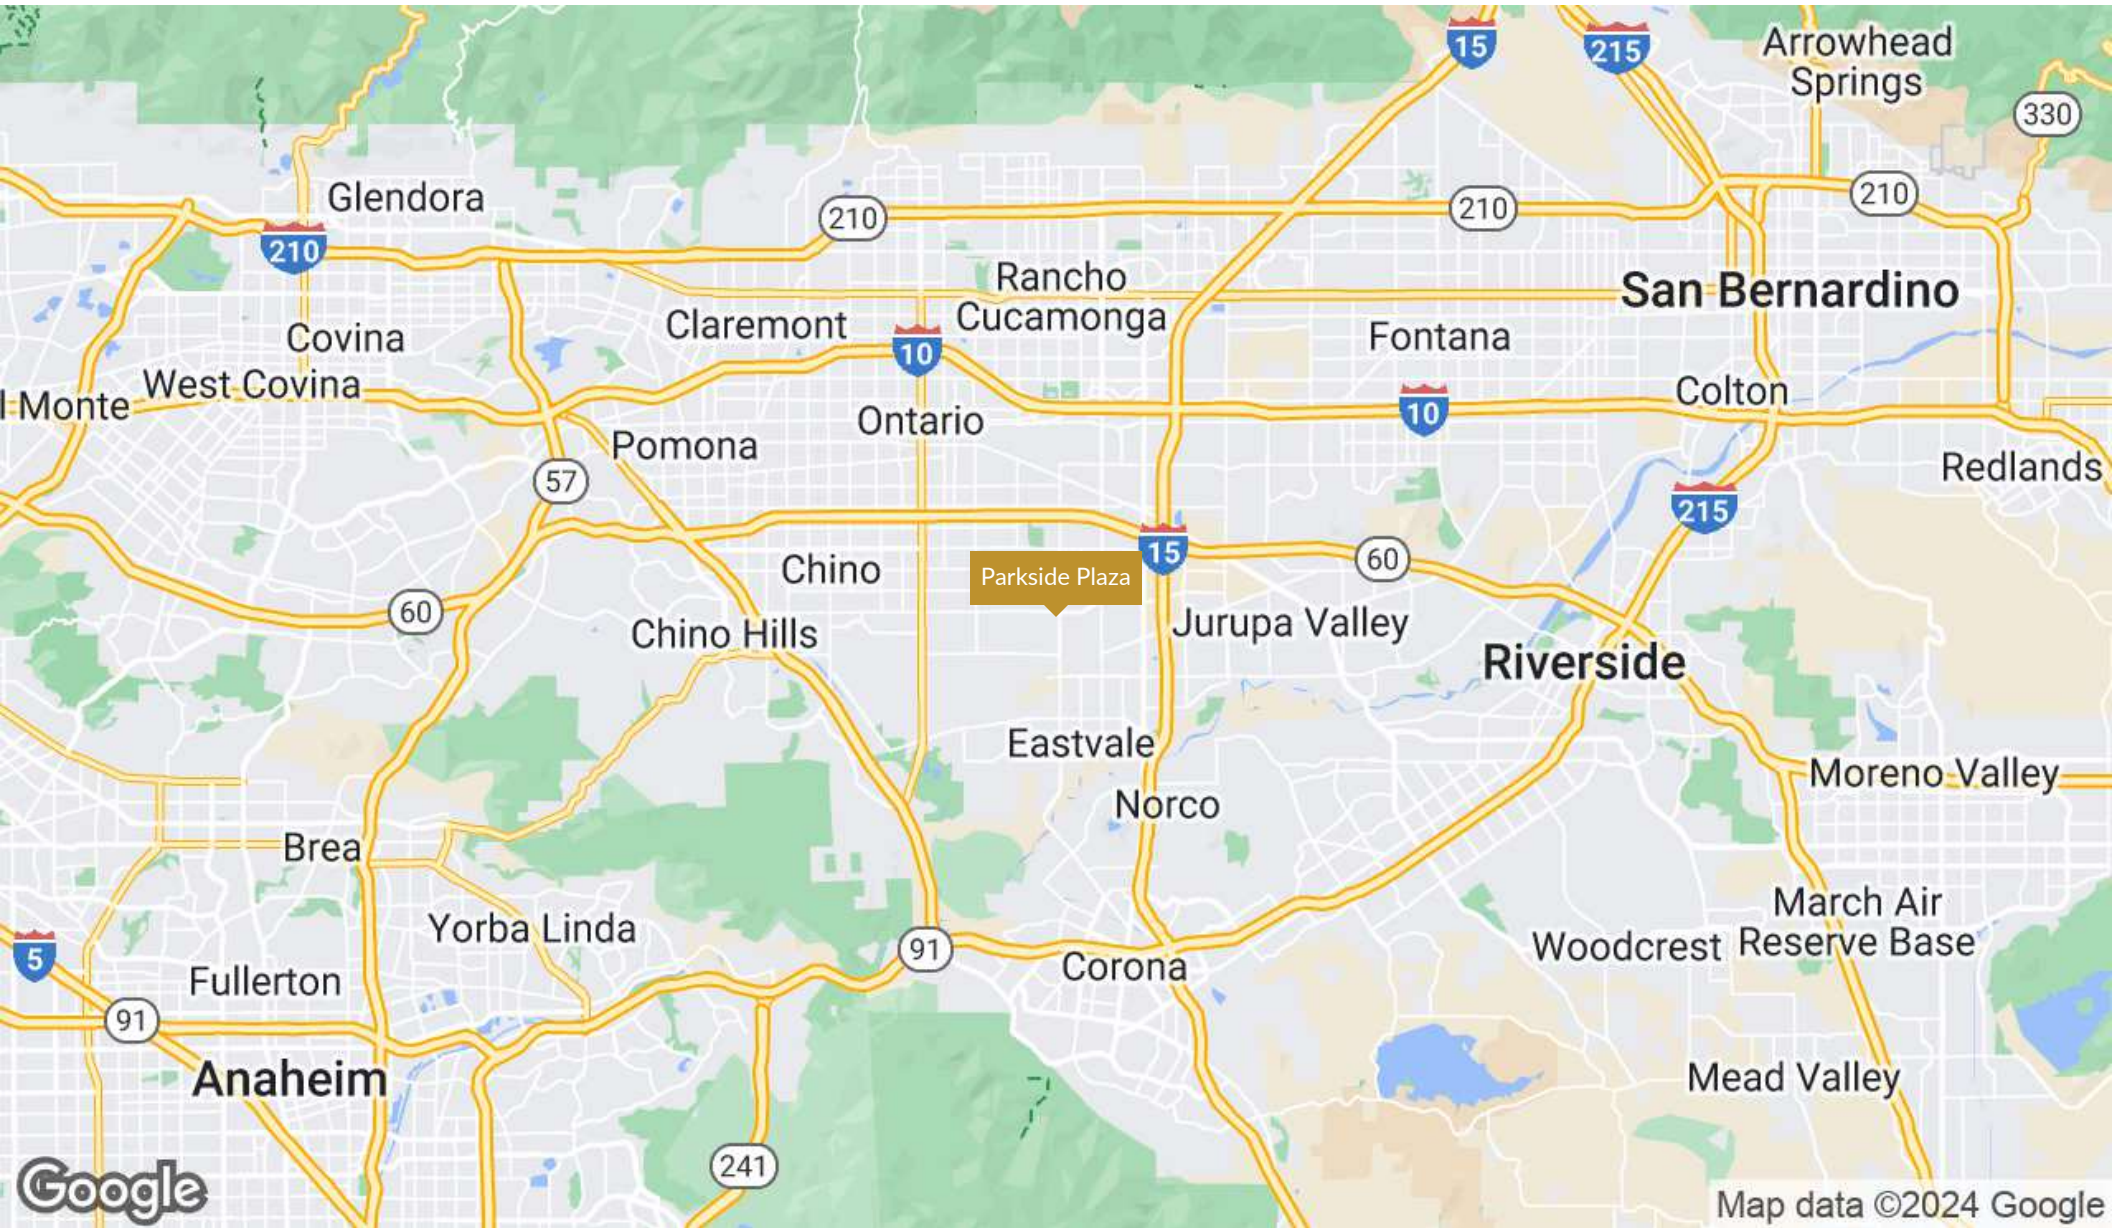 15
215
Arrowhead
Springs
330
Glendora
210
210
210
210
Rancho
Cucamonga
San Bernardino
Covina
Claremont
10
Fontana
West Covina
l Monte
Ontario
10
Colton
Pomona
57
Redlands
215
15
60
Chino
Parkside Plaza
60
Chino Hills
Jurupa Valley
Riverside
Eastvale
Moreno Valley
Norco
Brea
Yorba Linda
91
March Air
Reserve Base
Woodcrest
5
Fullerton
Corona
91
Anaheim
Mead Valley
241
Google
Map data ©2024 Google